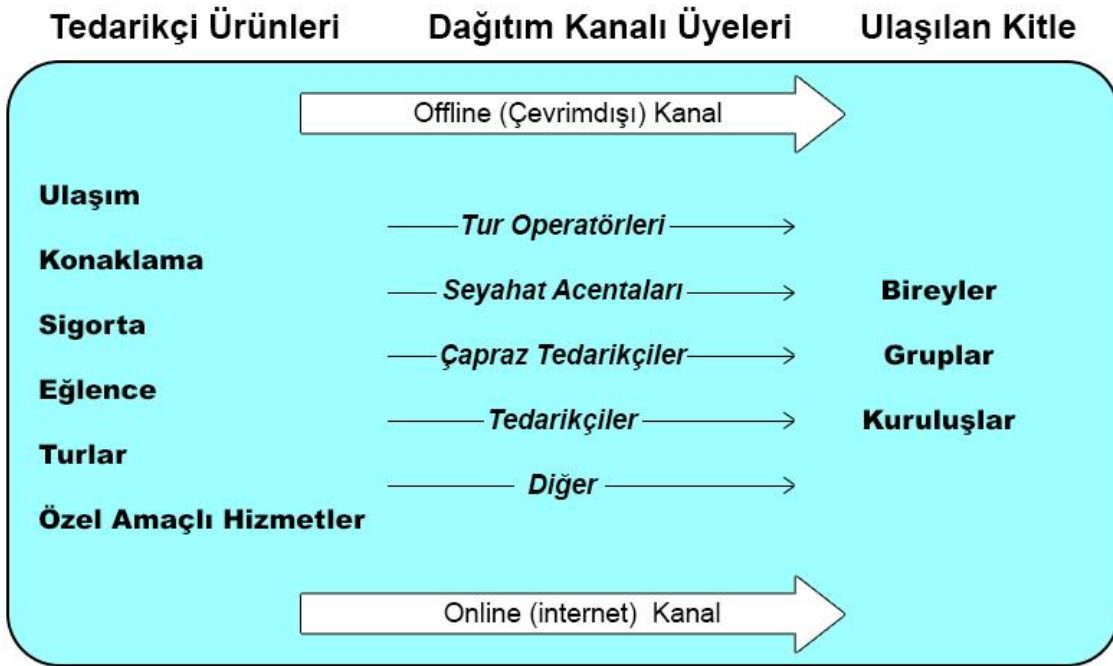 Tedarikçi Ürünleri
Dağıtım Kanalı Üyeleri
Ulaşılan Kitle
Offline (Çevrimdışı) Kanal
Ulaşım
Konaklama
Sigorta
Eğlence
Turlar
Özel Amaçlı Hizmetler
Tur Operatörleri
Seyahat Acentaları
Çapraz Tedarikçiler
Tedarikçiler
Diğer
Bireyler
Gruplar
Kuruluşlar
Online (internet) Kanal